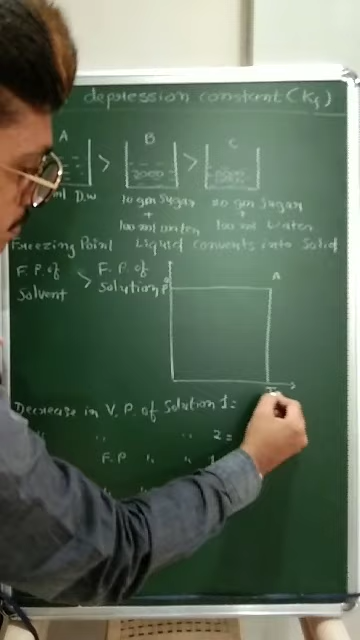 depression constant (Kf)
A B C
> >
ml D.W 10 gm Sugar 20 gm Sugar
+ +
100 ml water 100 ml water
Freezing Point Liquid converts into Solid
F.P. of > F.P. of
Solvent Solution
P° A
T
Decrease in V.P. of Solution 1=
,, ,, ,, 2=
F.P ,, ,, 1